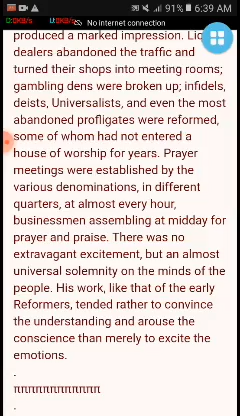 0:0KB/s U:0KB/s 91% 6:39 AM
No internet connection
produced a marked impression. Liq
dealers abandoned the traffic and
turned their shops into meeting rooms;
gambling dens were broken up; infidels,
deists, Universalists, and even the most
abandoned profligates were reformed,
some of whom had not entered a
house of worship for years. Prayer
meetings were established by the
various denominations, in different
quarters, at almost every hour,
businessmen assembling at midday for
prayer and praise. There was no
extravagant excitement, but an almost
universal solemnity on the minds of the
people. His work, like that of the early
Reformers, tended rather to convince
the understanding and arouse the
conscience than merely to excite the
emotions.
.
πππππππππππππ
.